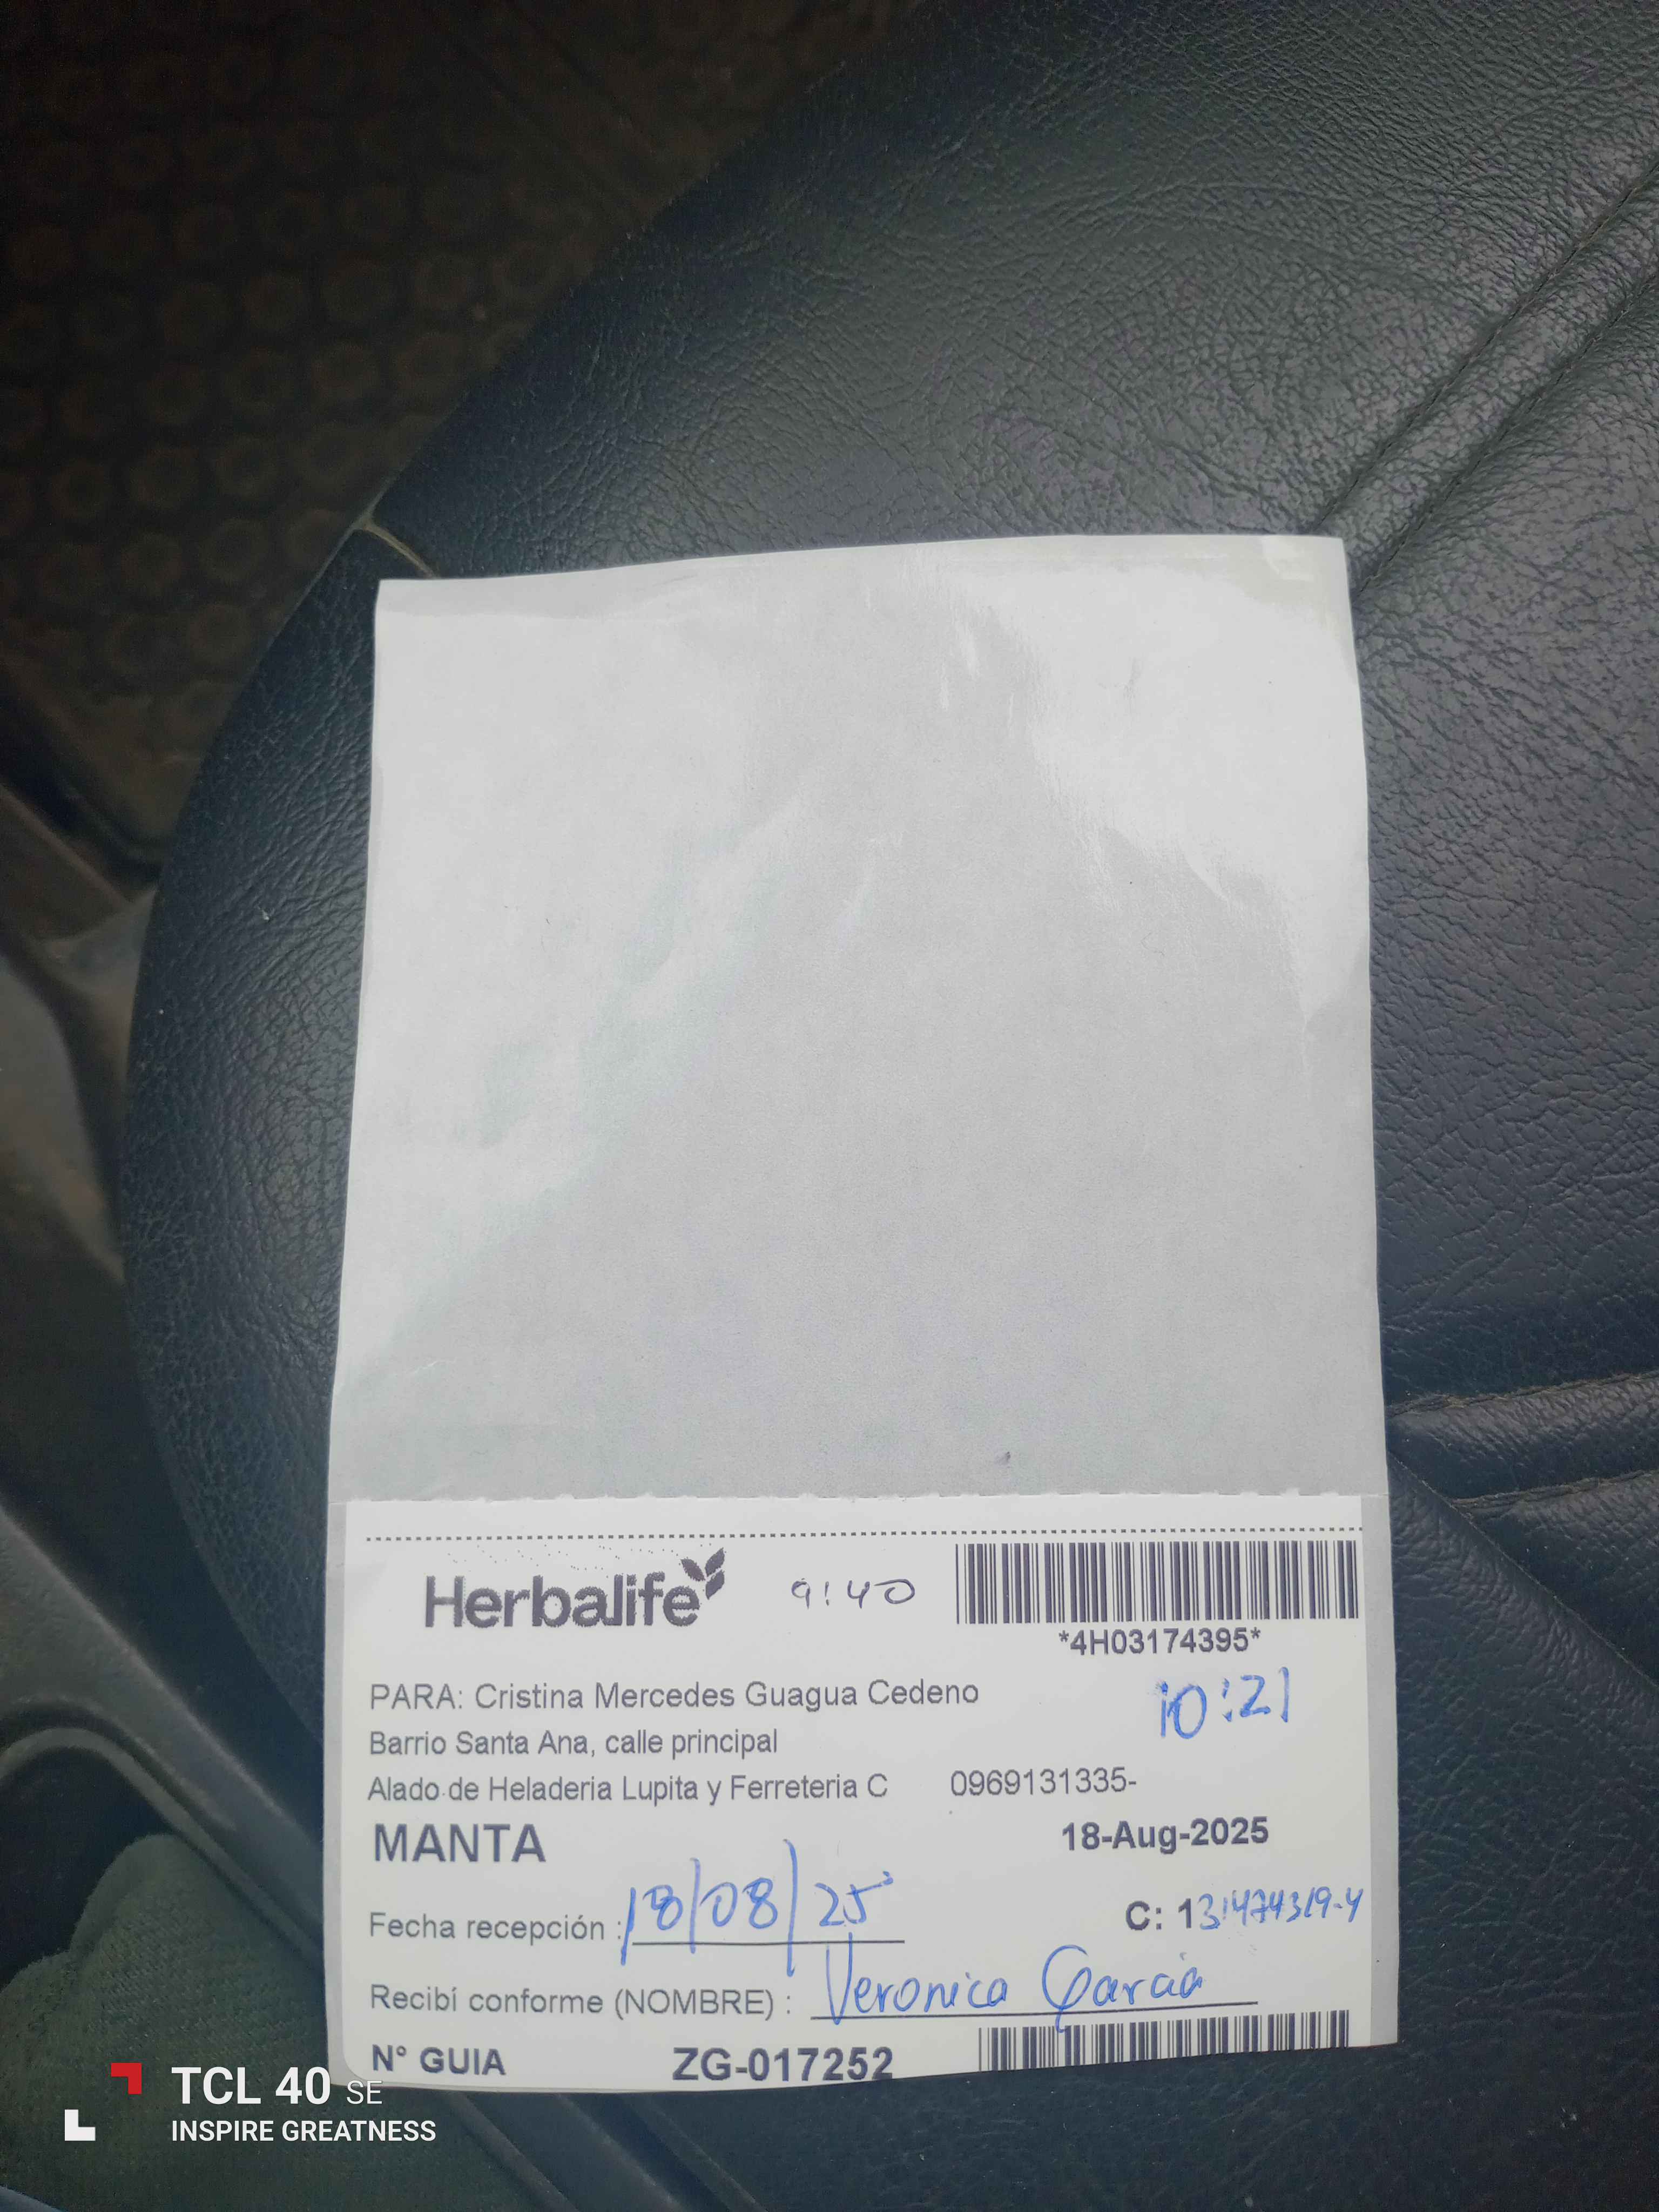 Herbalife 9:40
*4H03174395*
PARA: Cristina Mercedes Guagua Cedeno
10:21
Barrio Santa Ana, calle principal
Alado de Heladeria Lupita y Ferreteria C 0969131335-
MANTA 18-Aug-2025
Fecha recepción : 18/08/25
C: 131474319-4
Recibí conforme (NOMBRE) : Veronica Garcia
N° GUIA ZG-017252
TCL 40 SE
INSPIRE GREATNESS